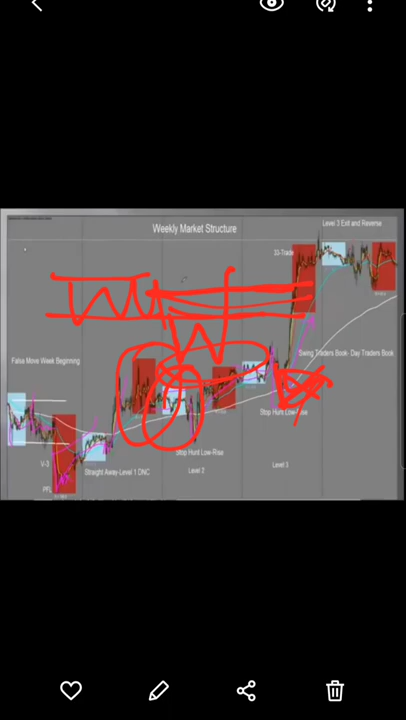 Weekly Market Structure
Level 3 Exit and Reverse
33-Trade
False Move Week Beginning
Swing Traders Book- Day Traders Book
Stop Hunt Low-Rise
Stop Hunt Low-Rise
V-3
Straight Away-Level 1 DNC
Level 2
Level 3